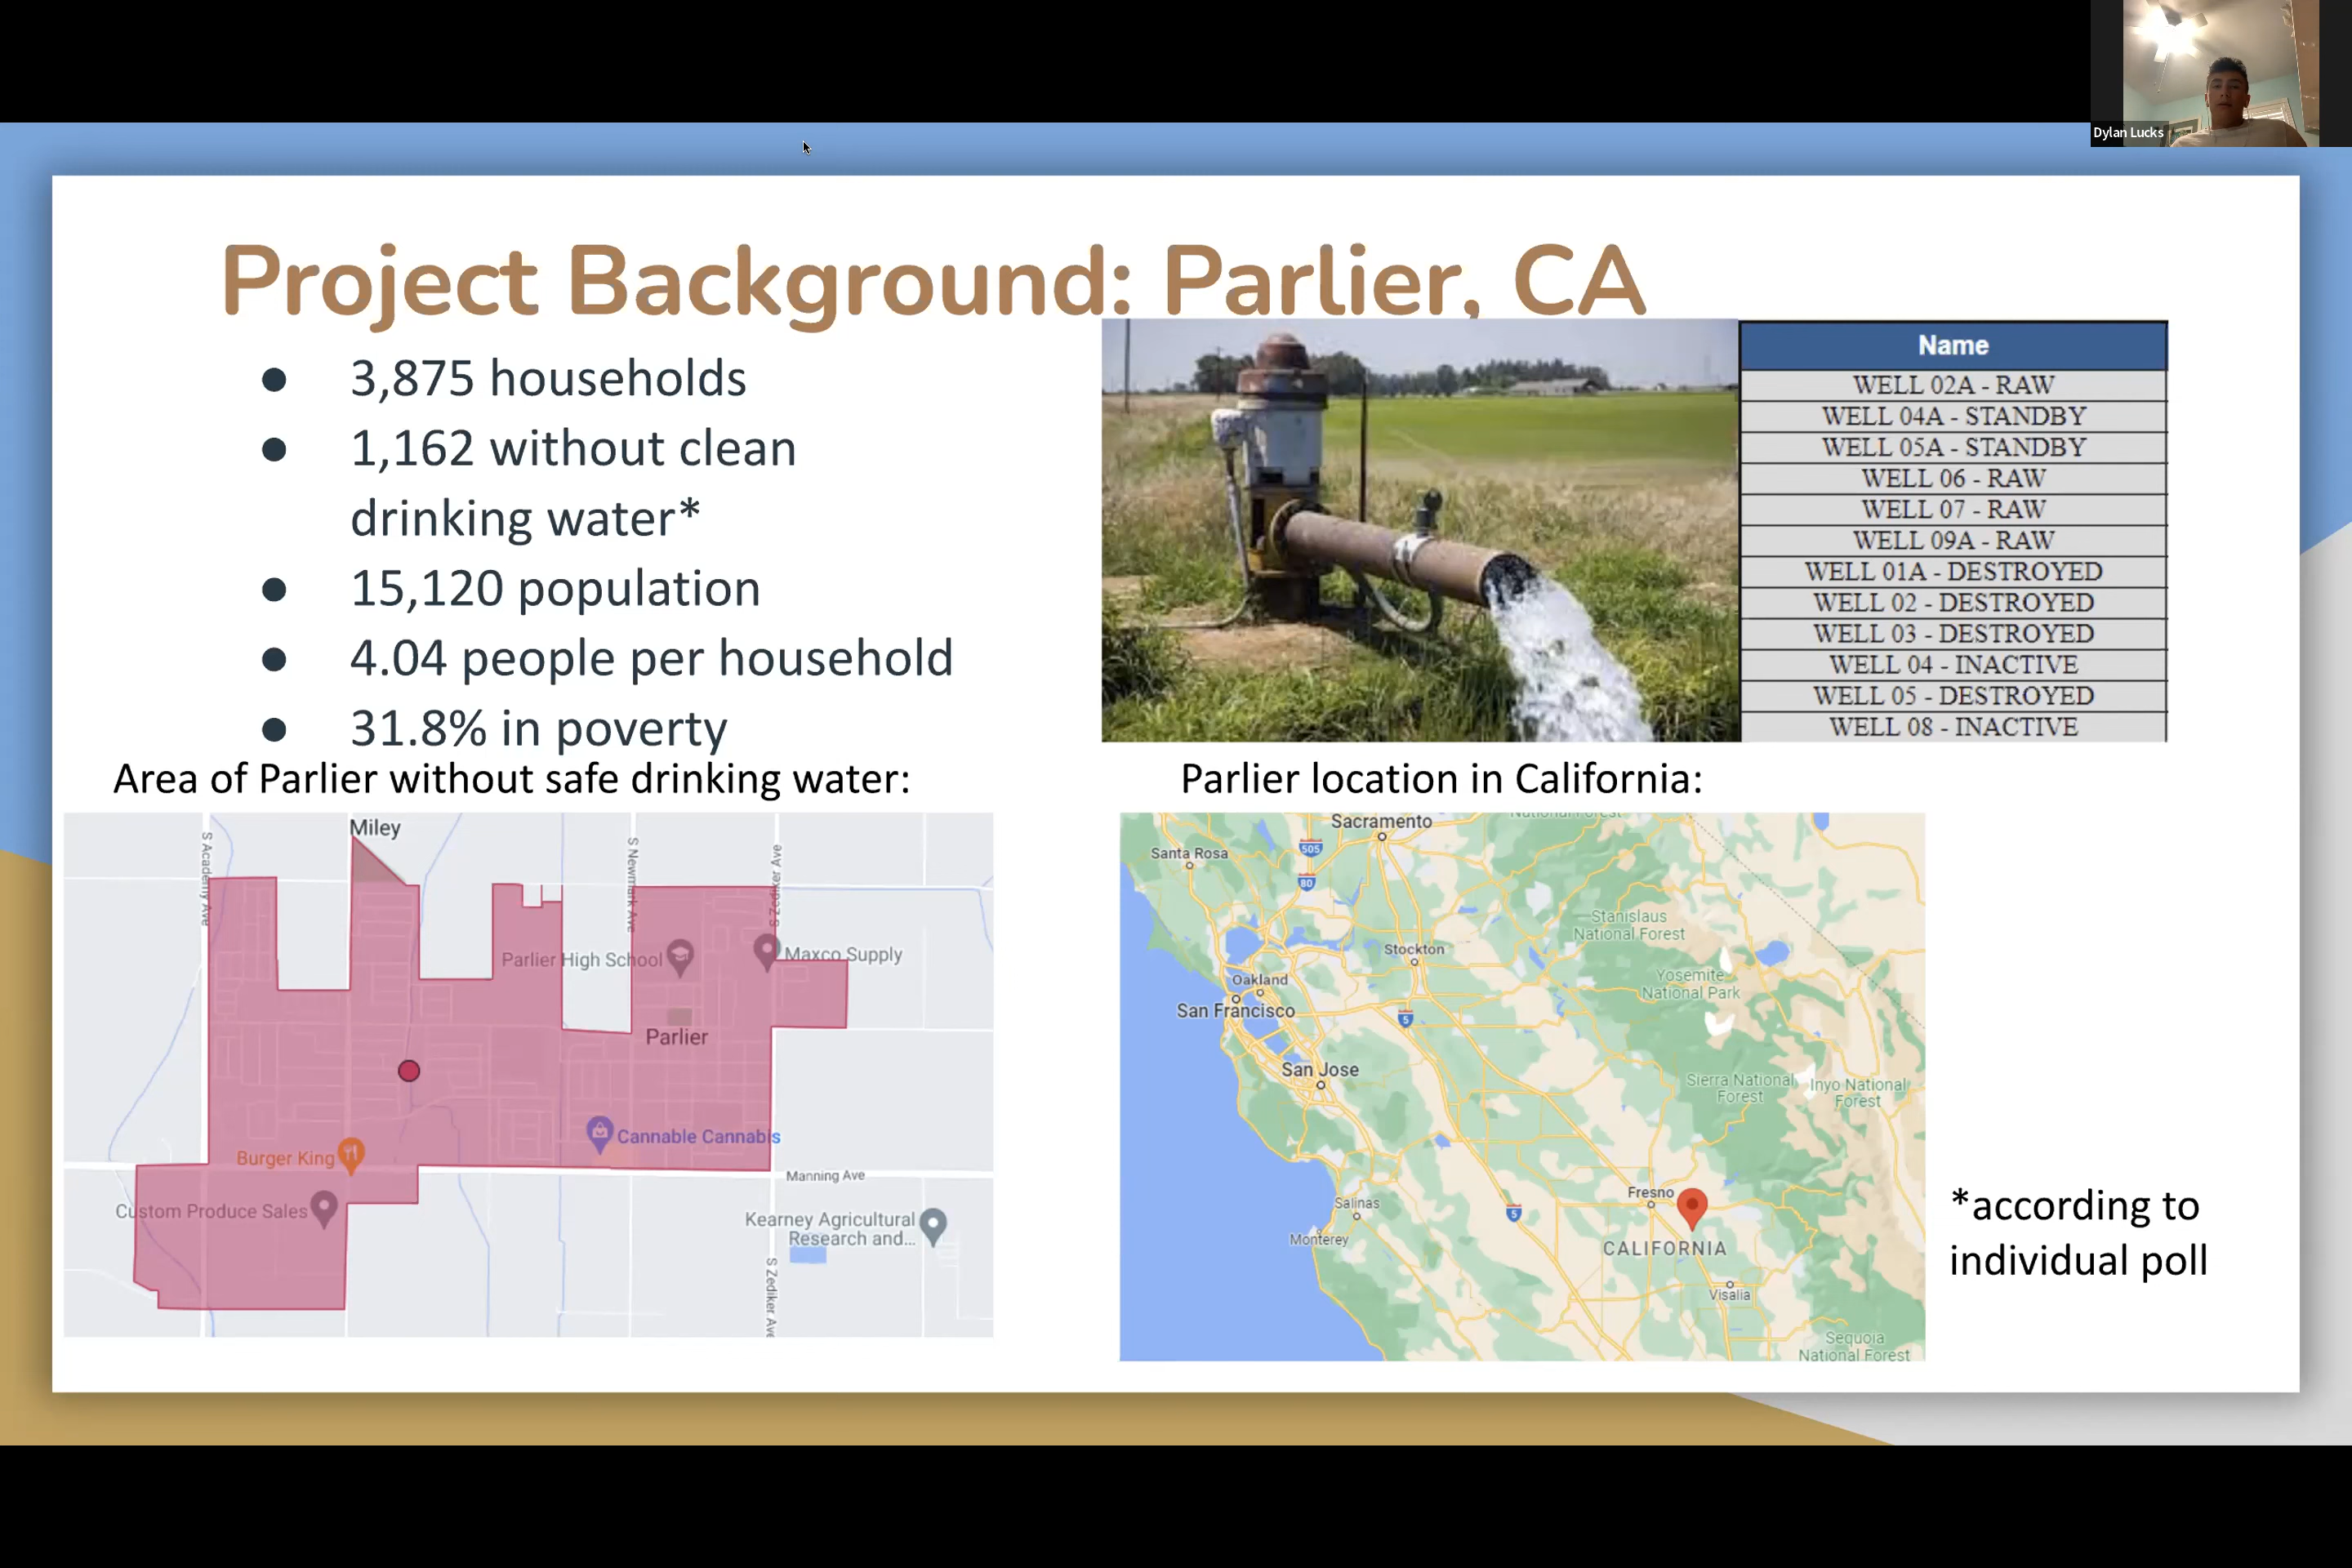 Dylan Lucks
Project Background: Parlier, CA
● 3,875 households
● 1,162 without clean
drinking water*
● 15,120 population
● 4.04 people per household
● 31.8% in poverty
Name
WELL 02A - RAW
WELL 04A - STANDBY
WELL 05A - STANDBY
WELL 06 - RAW
WELL 07 - RAW
WELL 09A - RAW
WELL 01A - DESTROYED
WELL 02 - DESTROYED
WELL 03 - DESTROYED
WELL 04 - INACTIVE
WELL 05 - DESTROYED
WELL 08 - INACTIVE
Area of Parlier without safe drinking water:
Miley
S Academy Ave
S Newmark Ave
S Zediker Ave
Parlier High School
Maxco Supply
Parlier
Cannable Cannabis
Burger King
Manning Ave
Custom Produce Sales
Kearney Agricultural
Research and...
S Zediker Ave
Parlier location in California:
National Forest
Sacramento
Santa Rosa
505
80
Stanislaus
National Forest
Stockton
Yosemite
National Park
Oakland
San Francisco
5
San Jose
Sierra National
Forest
Inyo National
Forest
Fresno
Salinas
5
Monterey
CALIFORNIA
Visalia
Sequoia
National Forest
*according to
individual poll